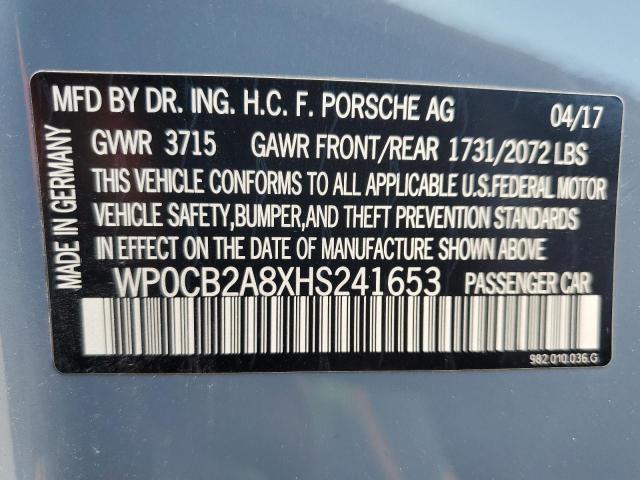 MFD BY DR. ING. H.C. F. PORSCHE AG 04/17
GVWR 3715 GAWR FRONT/REAR 1731/2072 LBS
THIS VEHICLE CONFORMS TO ALL APPLICABLE U.S.FEDERAL MOTOR
VEHICLE SAFETY,BUMPER,AND THEFT PREVENTION STANDARDS
IN EFFECT ON THE DATE OF MANUFACTURE SHOWN ABOVE.
WP0CB2A8XHS241653 PASSENGER CAR
982.010.036.G
MADE IN GERMANY